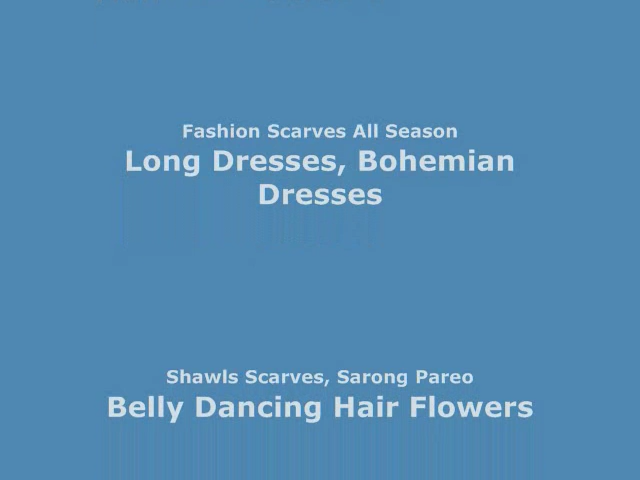 Fashion Scarves All Season
Long Dresses, Bohemian
Dresses
Shawls Scarves, Sarong Pareo
Belly Dancing Hair Flowers